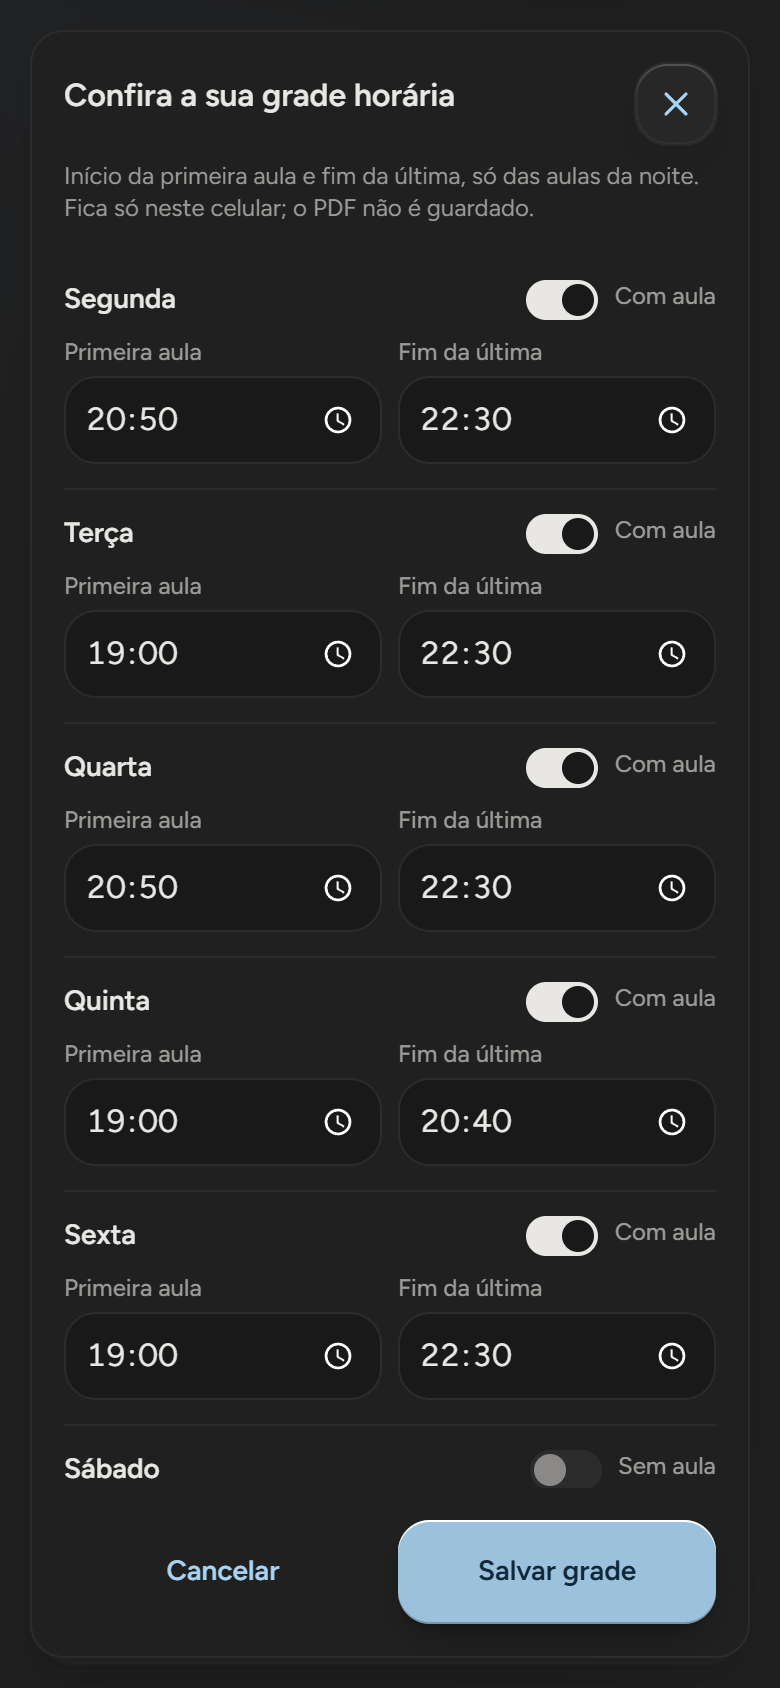 Confira a sua grade horária
Início da primeira aula e fim da última, só das aulas da noite.
Fica só neste celular; o PDF não é guardado.
Segunda
Com aula
Primeira aula
Fim da última
20:50
22:30
Terça
Com aula
Primeira aula
Fim da última
19:00
22:30
Quarta
Com aula
Primeira aula
Fim da última
20:50
22:30
Quinta
Com aula
Primeira aula
Fim da última
19:00
20:40
Sexta
Com aula
Primeira aula
Fim da última
19:00
22:30
Sábado
Sem aula
Cancelar
Salvar grade